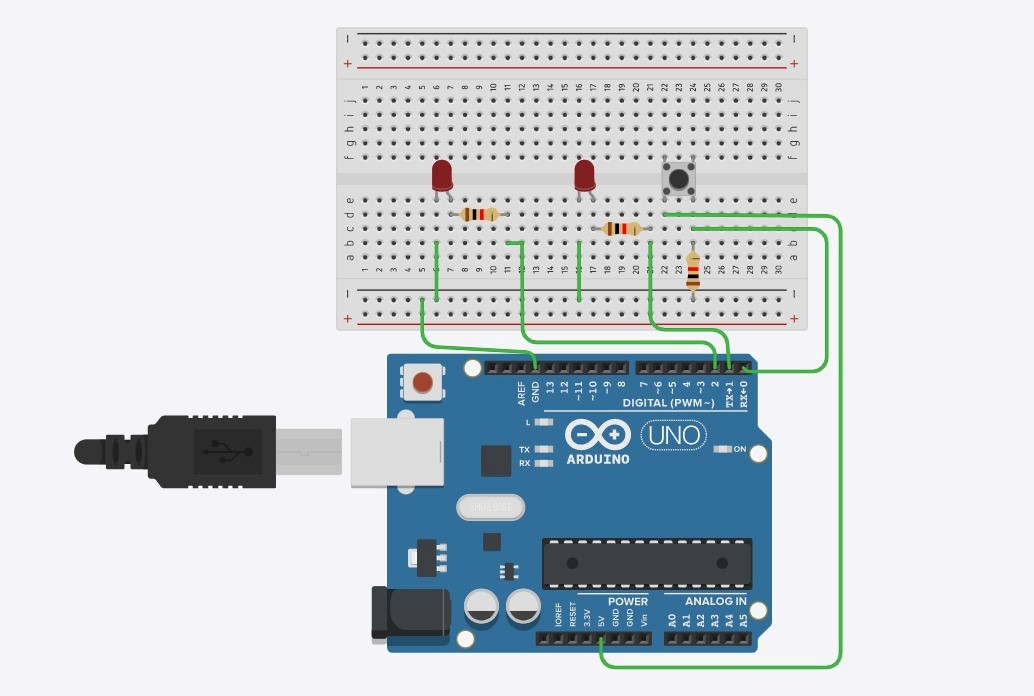 − −
+ +
1 2 3 4 5 6 7 8 9 10 11 12 13 14 15 16 17 18 19 20 21 22 23 24 25 26 27 28 29 30
j j
i i
h h
g g
f f
e e
d d
c c
b b
a a
1 2 3 4 5 6 7 8 9 10 11 12 13 14 15 16 17 18 19 20 21 22 23 24 25 26 27 28 29 30
− −
+ +
AREF GND 13 12 ~11 ~10 ~9 8 7 ~6 ~5 4 ~3 2 TX→1 RX←0
DIGITAL (PWM~)
L
TX
RX
UNO
ON
ARDUINO
POWER ANALOG IN
IOREF RESET 3.3V 5V GND GND Vin A0 A1 A2 A3 A4 A5